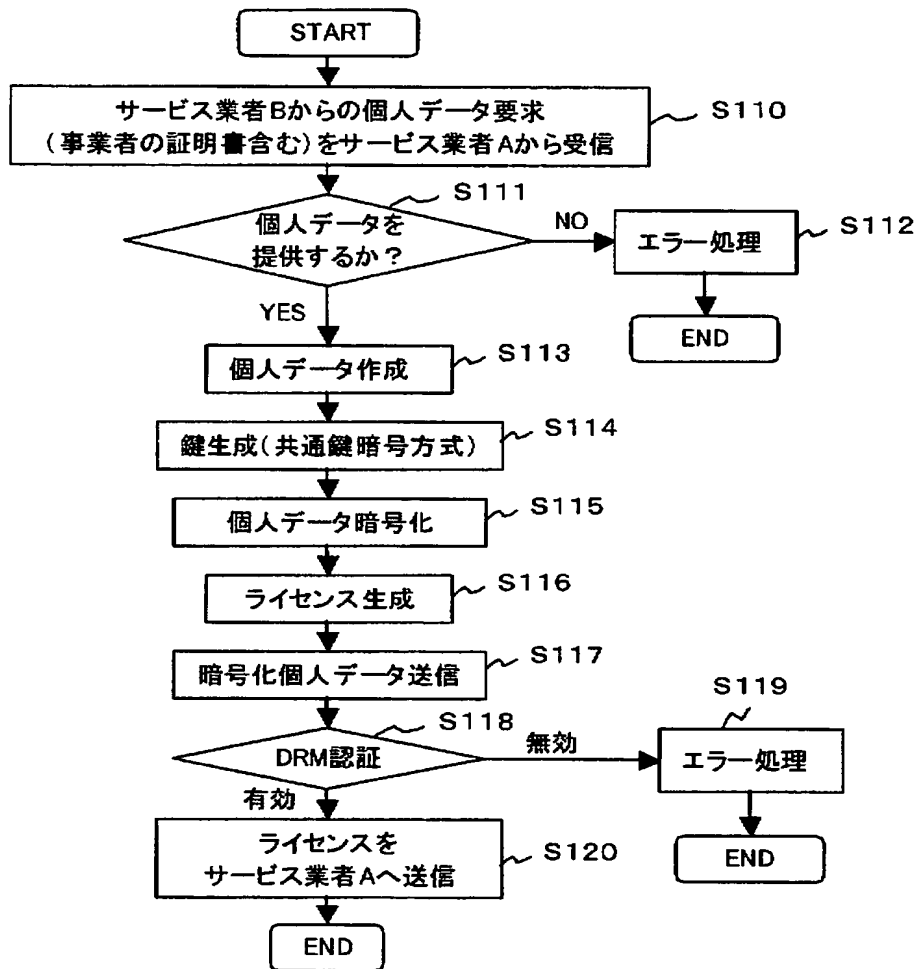 START
サービス業者Bからの個人データ要求
(事業者の証明書含む)をサービス業者Aから受信
S110
S111
個人データを
提供するか?
NO
エラー処理
S112
END
YES
個人データ作成
S113
鍵生成(共通鍵暗号方式)
S114
個人データ暗号化
S115
ライセンス生成
S116
暗号化個人データ送信
S117
S118
DRM認証
無効
S119
エラー処理
END
有効
ライセンスを
サービス業者Aへ送信
S120
END